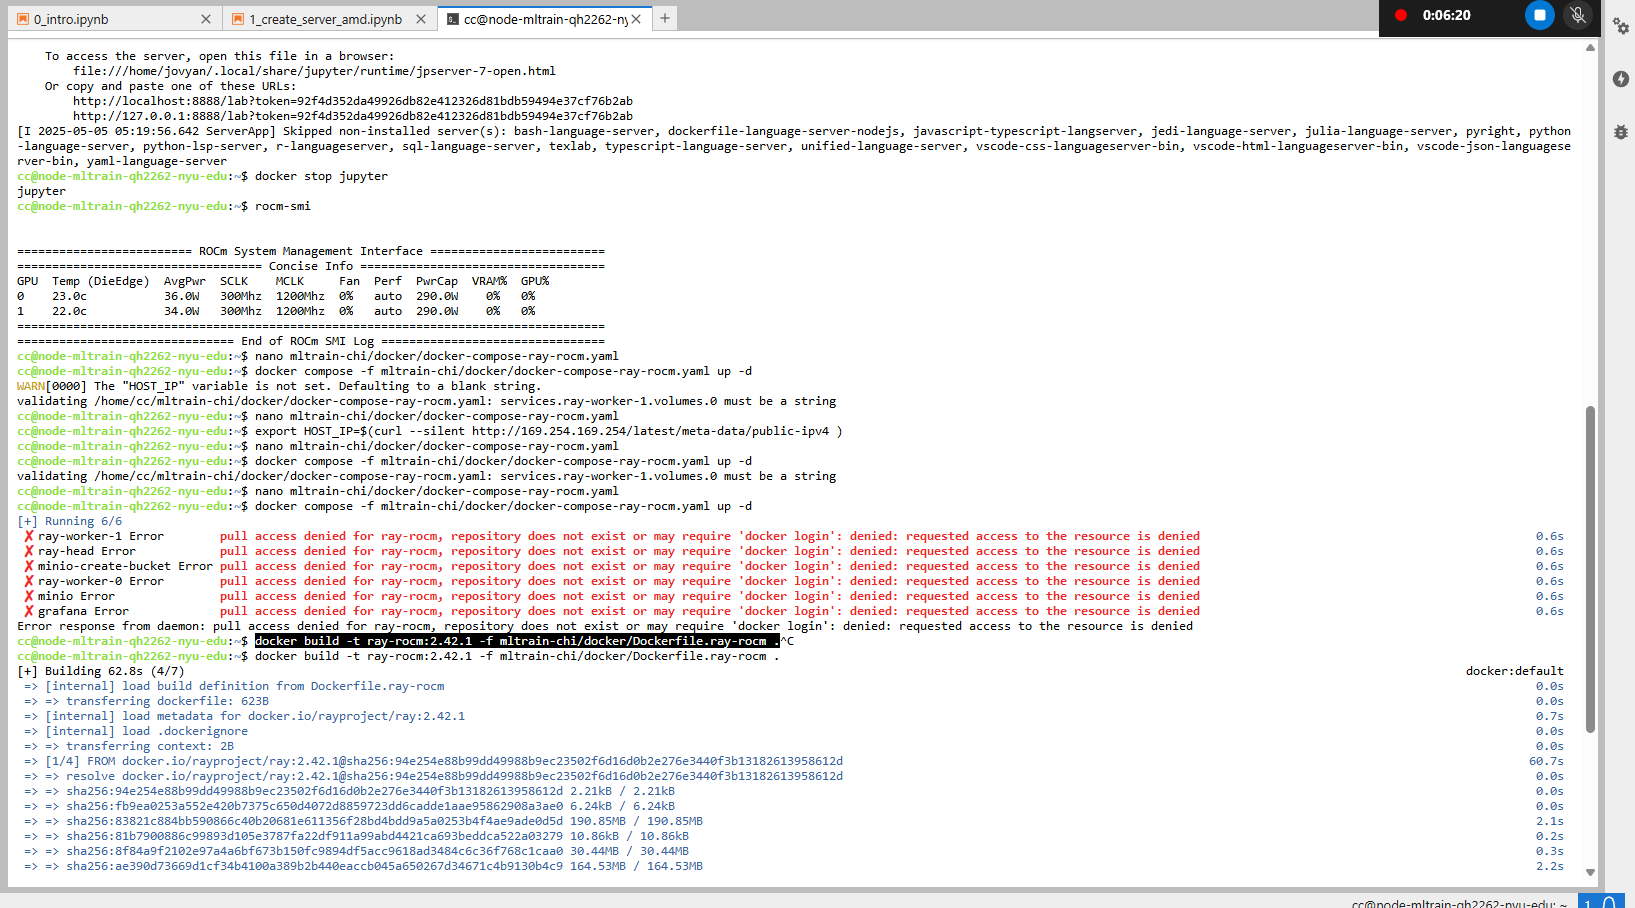 0_intro.ipynb
1_create_server_amd.ipynb
cc@node-mltrain-qh2262-ny
0:06:20
To access the server, open this file in a browser:
file:///home/jovyan/.local/share/jupyter/runtime/jpserver-7-open.html
Or copy and paste one of these URLs:
http://localhost:8888/lab?token=92f4d352da49926db82e412326d81bdb59494e37cf76b2ab
http://127.0.0.1:8888/lab?token=92f4d352da49926db82e412326d81bdb59494e37cf76b2ab
[I 2025-05-05 05:19:56.642 ServerApp] Skipped non-installed server(s): bash-language-server, dockerfile-language-server-nodejs, javascript-typescript-langserver, jedi-language-server, julia-language-server, pyright, python
-language-server, python-lsp-server, r-languageserver, sql-language-server, texlab, typescript-language-server, unified-language-server, vscode-css-languageserver-bin, vscode-html-languageserver-bin, vscode-json-languagese
rver-bin, yaml-language-server
cc@node-mltrain-qh2262-nyu-edu:~$ docker stop jupyter
jupyter
cc@node-mltrain-qh2262-nyu-edu:~$ rocm-smi
========================= ROCm System Management Interface =========================
=================================== Concise Info ===================================
GPU  Temp (DieEdge)  AvgPwr  SCLK    MCLK     Fan  Perf  PwrCap  VRAM%  GPU%
0    23.0c           36.0W   300Mhz  1200Mhz  0%   auto  290.0W    0%   0%
1    22.0c           34.0W   300Mhz  1200Mhz  0%   auto  290.0W    0%   0%
====================================================================================
=============================== End of ROCm SMI Log ================================
cc@node-mltrain-qh2262-nyu-edu:~$ nano mltrain-chi/docker/docker-compose-ray-rocm.yaml
cc@node-mltrain-qh2262-nyu-edu:~$ docker compose -f mltrain-chi/docker/docker-compose-ray-rocm.yaml up -d
WARN[0000] The "HOST_IP" variable is not set. Defaulting to a blank string.
validating /home/cc/mltrain-chi/docker/docker-compose-ray-rocm.yaml: services.ray-worker-1.volumes.0 must be a string
cc@node-mltrain-qh2262-nyu-edu:~$ nano mltrain-chi/docker/docker-compose-ray-rocm.yaml
cc@node-mltrain-qh2262-nyu-edu:~$ export HOST_IP=$(curl --silent http://169.254.169.254/latest/meta-data/public-ipv4 )
cc@node-mltrain-qh2262-nyu-edu:~$ nano mltrain-chi/docker/docker-compose-ray-rocm.yaml
cc@node-mltrain-qh2262-nyu-edu:~$ docker compose -f mltrain-chi/docker/docker-compose-ray-rocm.yaml up -d
validating /home/cc/mltrain-chi/docker/docker-compose-ray-rocm.yaml: services.ray-worker-1.volumes.0 must be a string
cc@node-mltrain-qh2262-nyu-edu:~$ nano mltrain-chi/docker/docker-compose-ray-rocm.yaml
cc@node-mltrain-qh2262-nyu-edu:~$ docker compose -f mltrain-chi/docker/docker-compose-ray-rocm.yaml up -d
[+] Running 6/6
✘ ray-worker-1 Error pull access denied for ray-rocm, repository does not exist or may require 'docker login': denied: requested access to the resource is denied 0.6s
✘ ray-head Error pull access denied for ray-rocm, repository does not exist or may require 'docker login': denied: requested access to the resource is denied 0.6s
✘ minio-create-bucket Error pull access denied for ray-rocm, repository does not exist or may require 'docker login': denied: requested access to the resource is denied 0.6s
✘ ray-worker-0 Error pull access denied for ray-rocm, repository does not exist or may require 'docker login': denied: requested access to the resource is denied 0.6s
✘ minio Error pull access denied for ray-rocm, repository does not exist or may require 'docker login': denied: requested access to the resource is denied 0.6s
✘ grafana Error pull access denied for ray-rocm, repository does not exist or may require 'docker login': denied: requested access to the resource is denied 0.6s
Error response from daemon: pull access denied for ray-rocm, repository does not exist or may require 'docker login': denied: requested access to the resource is denied
cc@node-mltrain-qh2262-nyu-edu:~$ docker build -t ray-rocm:2.42.1 -f mltrain-chi/docker/Dockerfile.ray-rocm .^C
cc@node-mltrain-qh2262-nyu-edu:~$ docker build -t ray-rocm:2.42.1 -f mltrain-chi/docker/Dockerfile.ray-rocm .
[+] Building 62.8s (4/7) docker:default
=> [internal] load build definition from Dockerfile.ray-rocm 0.0s
=> => transferring dockerfile: 623B 0.0s
=> [internal] load metadata for docker.io/rayproject/ray:2.42.1 0.7s
=> [internal] load .dockerignore 0.0s
=> => transferring context: 2B 0.0s
=> [1/4] FROM docker.io/rayproject/ray:2.42.1@sha256:94e254e88b99dd49988b9ec23502f6d16d0b2e276e3440f3b13182613958612d 60.7s
=> => resolve docker.io/rayproject/ray:2.42.1@sha256:94e254e88b99dd49988b9ec23502f6d16d0b2e276e3440f3b13182613958612d 0.0s
=> => sha256:94e254e88b99dd49988b9ec23502f6d16d0b2e276e3440f3b13182613958612d 2.21kB / 2.21kB 0.0s
=> => sha256:fb9ea0253a552e420b7375c650d4072d8859723dd6cadde1aae95862908a3ae0 6.24kB / 6.24kB 0.0s
=> => sha256:83821c884bb590866c40b20681e611356f28bd4bdd9a5a0253b4f4ae9ade0d5d 190.85MB / 190.85MB 2.1s
=> => sha256:81b7900886c99893d105e3787fa22df911a99abd4421ca693beddca522a03279 10.86kB / 10.86kB 0.2s
=> => sha256:8f84a9f2102e97a4a6bf673b150fc9894df5acc9618ad3484c6c36f768c1caa0 30.44MB / 30.44MB 0.3s
=> => sha256:ae390d73669d1cf34b4100a389b2b440eaccb045a650267d34671c4b9130b4c9 164.53MB / 164.53MB 2.2s
cc@node-mltrain-qh2262-nyu-edu: ~
1